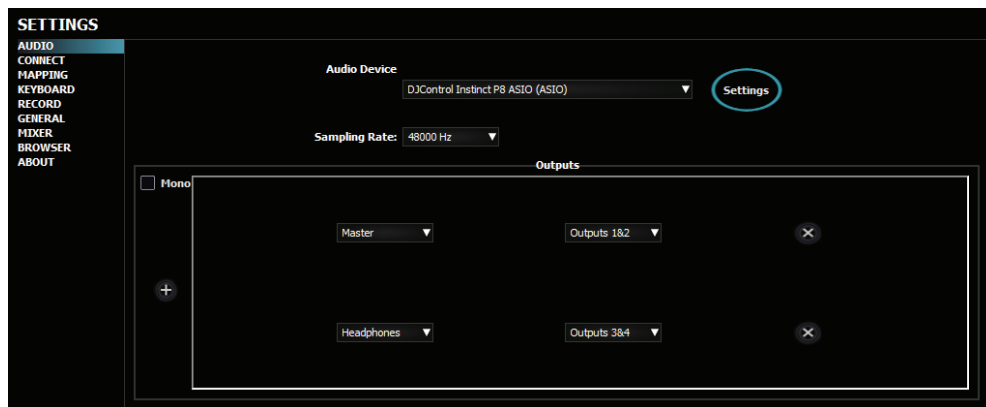 SETTINGS
AUDIO
CONNECT
MAPPING
KEYBOARD
RECORD
GENERAL
MIXER
BROWSER
ABOUT
Audio Device
DJControl Instinct P8 ASIO (ASIO)
Settings
Sampling Rate: 48000 Hz
Outputs
Mono
Master Outputs 1&2
Headphones Outputs 3&4